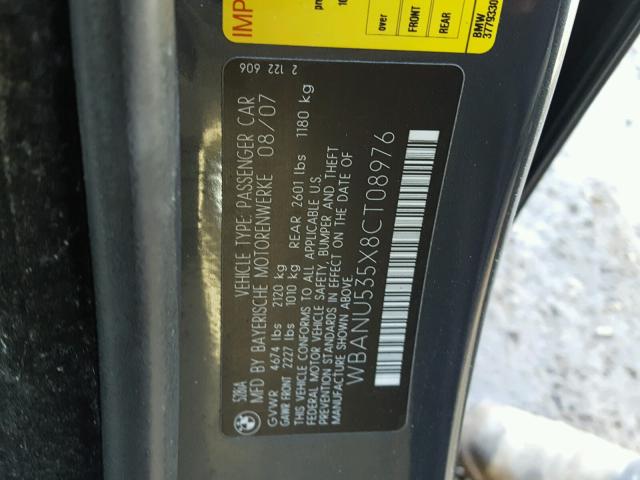 IMP
over
FRONT
REAR
BMW
3779330
2 122 606
VEHICLE TYPE: PASSENGER CAR
MFD BY BAYERISCHE MOTORENWERKE 08/07
GVWR 4674 lbs 2120 kg
GAWR FRONT 2227 lbs 1010 kg REAR 2601 lbs 1180 kg
THIS VEHICLE CONFORMS TO ALL APPLICABLE U.S.
FEDERAL MOTOR VEHICLE SAFETY, BUMPER AND THEFT
PREVENTION STANDARDS IN EFFECT ON THE DATE OF
MANUFACTURE SHOWN ABOVE.
WBANU535X8CT08976